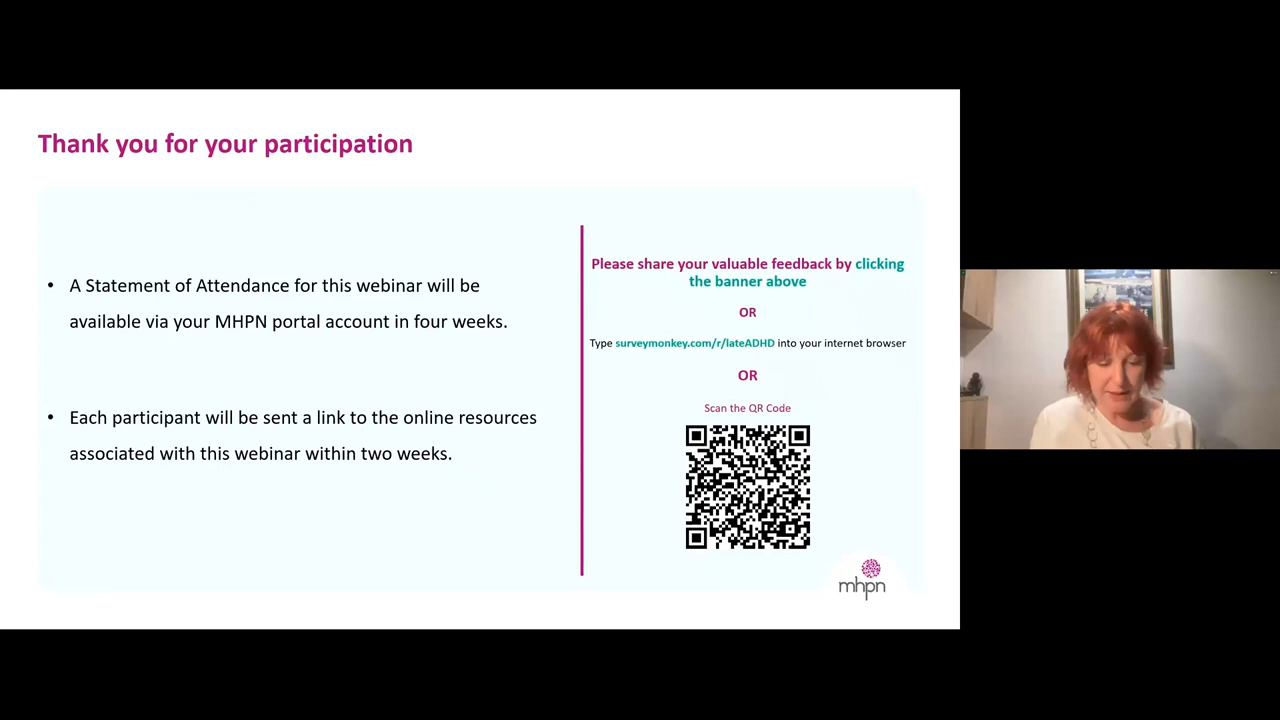 Thank you for your participation
• A Statement of Attendance for this webinar will be
available via your MHPN portal account in four weeks.
• Each participant will be sent a link to the online resources
associated with this webinar within two weeks.
Please share your valuable feedback by clicking
the banner above
OR
Type surveymonkey.com/r/lateADHD into your internet browser
OR
Scan the QR Code
mhpn